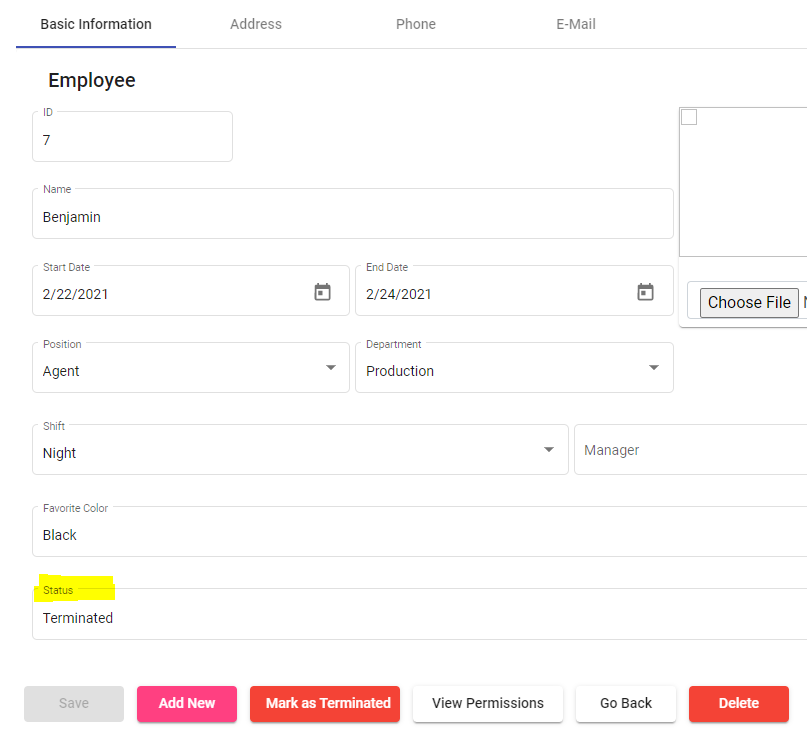 Basic Information Address Phone E-Mail
Employee
ID
7
Name
Benjamin
Start Date End Date
2/22/2021 2/24/2021
Choose File
Position Department
Agent Production
Shift
Night Manager
Favorite Color
Black
Status
Terminated
Save Add New Mark as Terminated View Permissions Go Back Delete